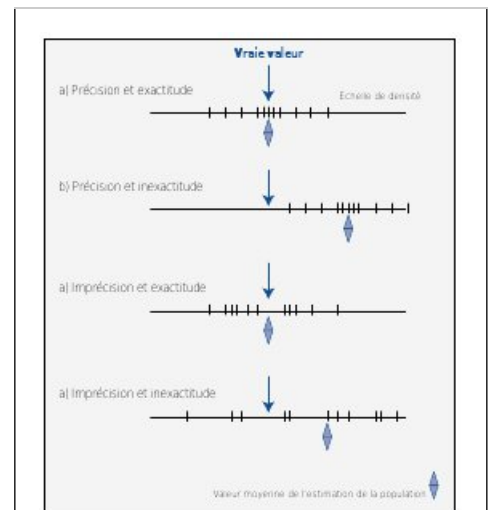 Vraie valeur
a) Précision et exactitude
Echelle de densité
b) Précision et inexactitude
a) Imprécision et exactitude
a) Imprécision et inexactitude
Valeur moyenne de l'estimation de la population